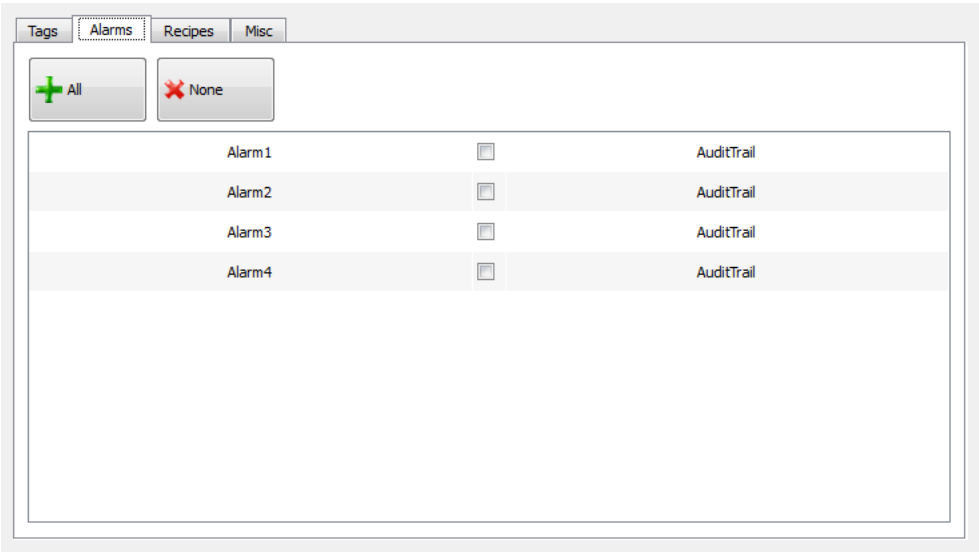 Tags Alarms Recipes Misc
All None
Alarm1 AuditTrail
Alarm2 AuditTrail
Alarm3 AuditTrail
Alarm4 AuditTrail